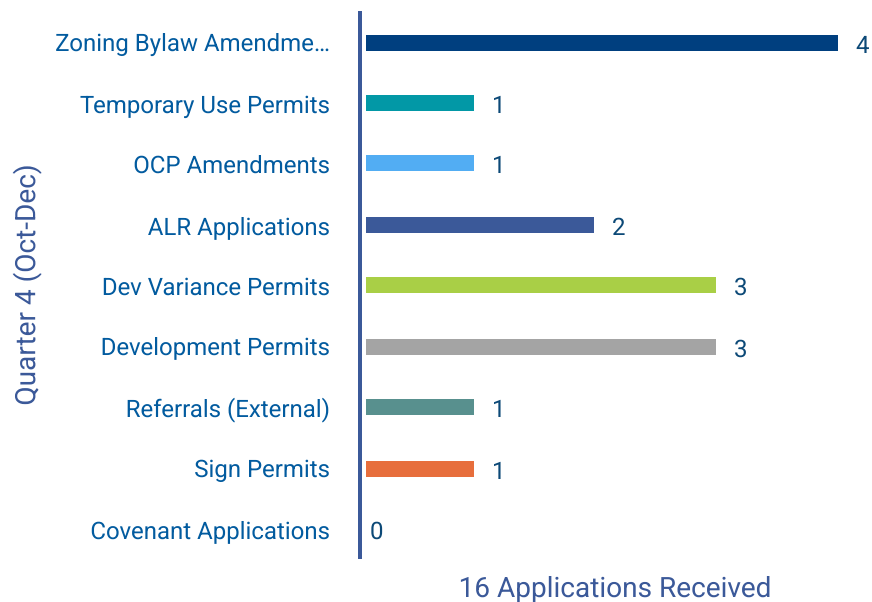 Zoning Bylaw Amendme… 4
Temporary Use Permits 1
OCP Amendments 1
ALR Applications 2
Dev Variance Permits 3
Development Permits 3
Referrals (External) 1
Sign Permits 1
Covenant Applications 0
Quarter 4 (Oct-Dec)
16 Applications Received